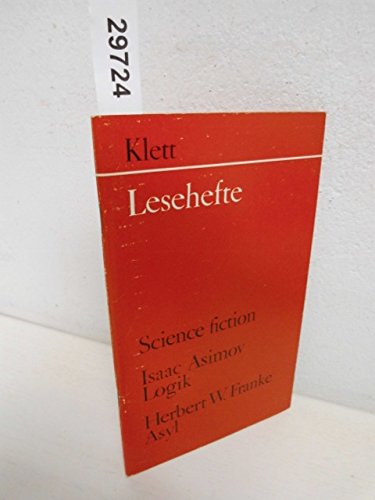 29724
Klett
Lesehefte
Science fiction
Isaac Asimov
Logik
Herbert W. Franke
Asyl